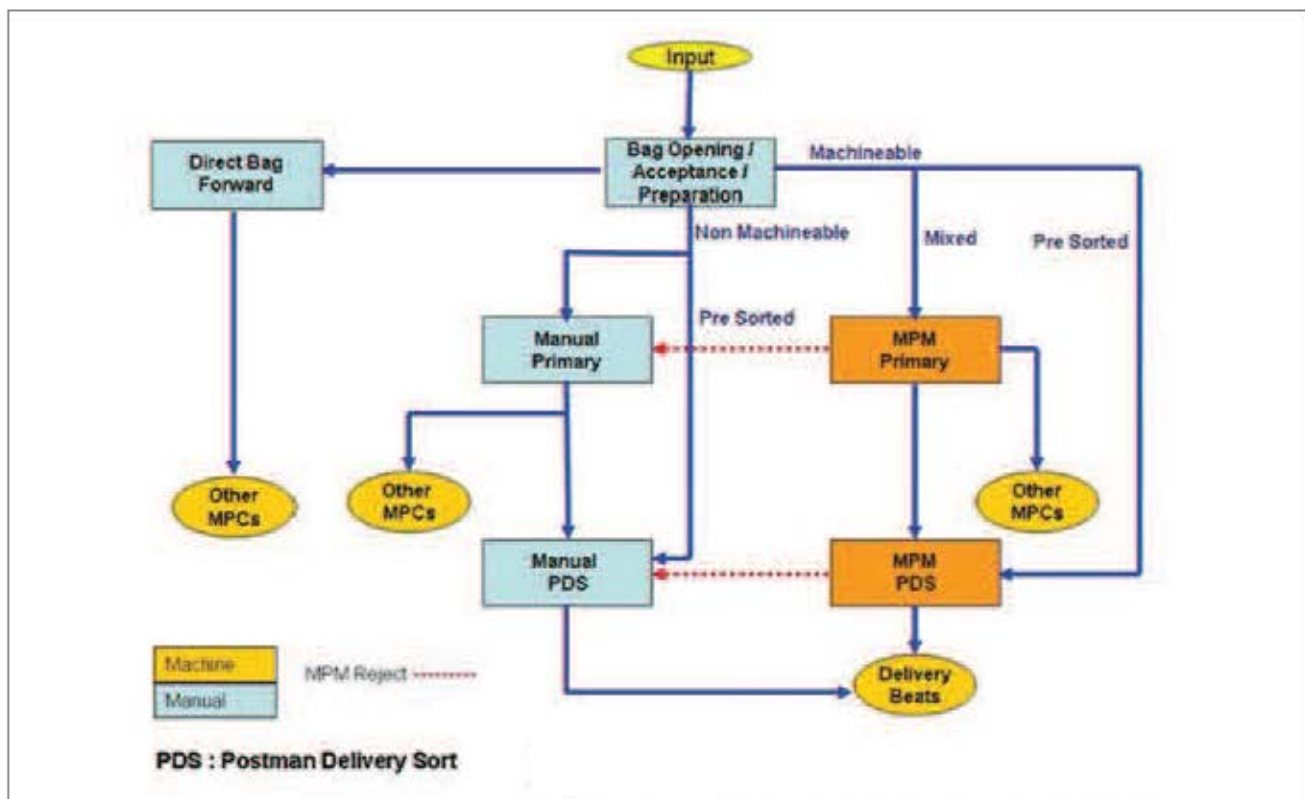 Input
Direct Bag
Forward
Bag Opening /
Acceptance /
Preparation
Machineable
Non Machineable
Mixed
Pre Sorted
Manual
Primary
Pre Sorted
MPM
Primary
Other
MPCs
Other
MPCs
Other
MPCs
Manual
PDS
MPM
PDS
Machine
Manual
MPM Reject
Delivery
Beats
PDS : Postman Delivery Sort